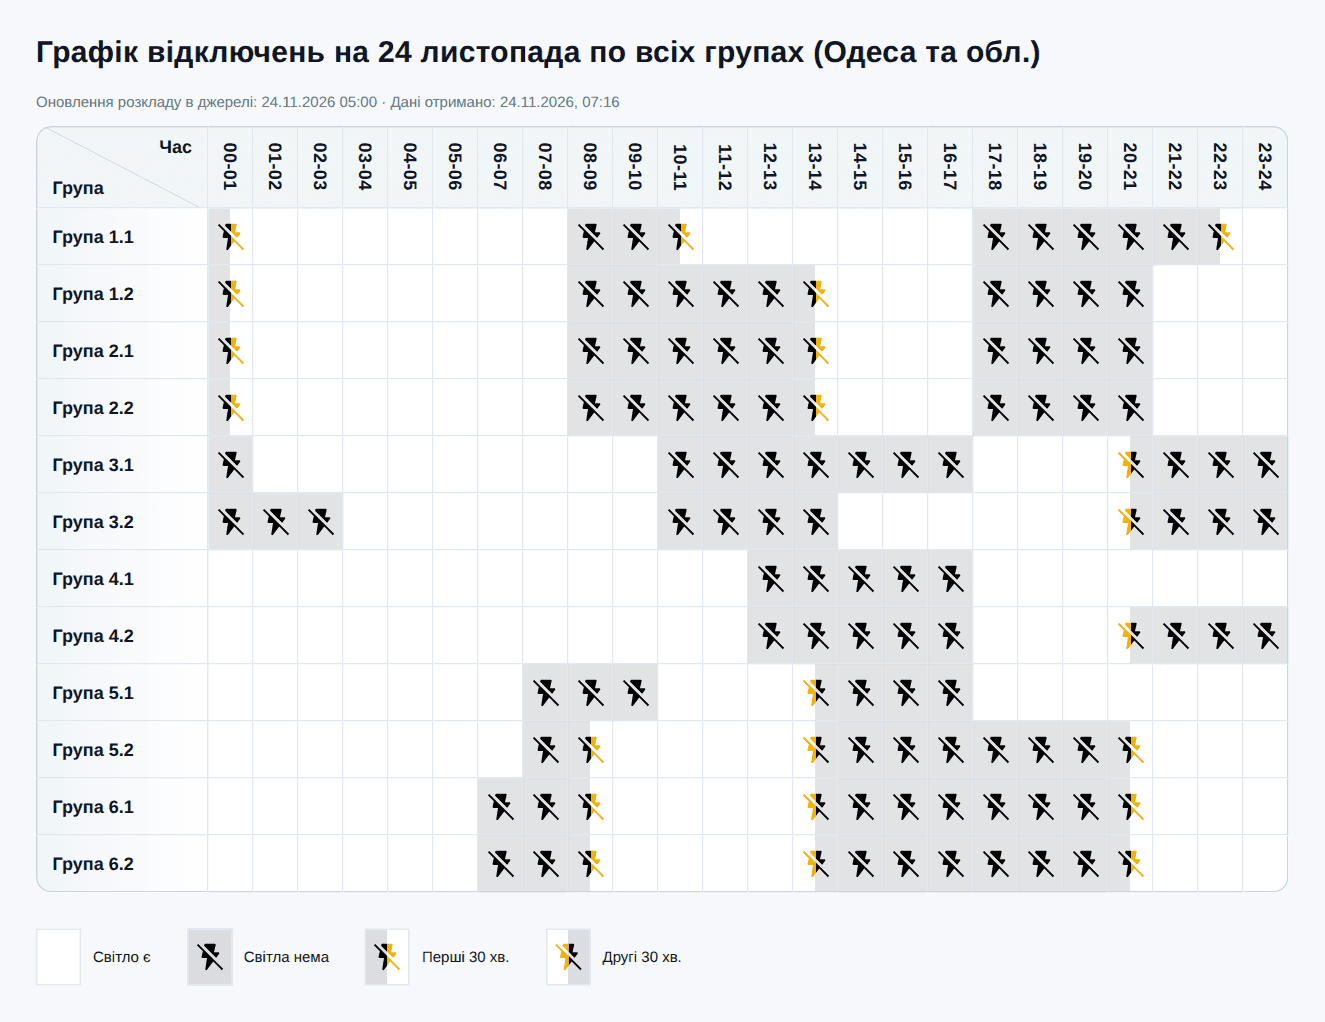 Графік відключень на 24 листопада по всіх групах (Одеса та обл.)
Оновлення розкладу в джерелі: 24.11.2026 05:00 · Дані отримано: 24.11.2026, 07:16
Час
Група
00-01 01-02 02-03 03-04 04-05 05-06 06-07 07-08 08-09 09-10 10-11 11-12 12-13 13-14 14-15 15-16 16-17 17-18 18-19 19-20 20-21 21-22 22-23 23-24
Група 1.1
Група 1.2
Група 2.1
Група 2.2
Група 3.1
Група 3.2
Група 4.1
Група 4.2
Група 5.1
Група 5.2
Група 6.1
Група 6.2
Світло є Світла нема Перші 30 хв. Другі 30 хв.